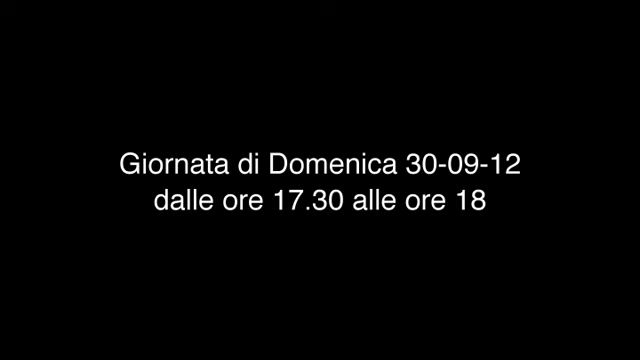 Giornata di Domenica 30-09-12
dalle ore 17.30 alle ore 18